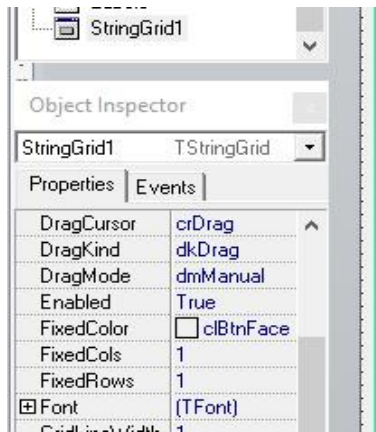 StringGrid1
Object Inspector
StringGrid1 TStringGrid
Properties Events
DragCursor crDrag
DragKind dkDrag
DragMode dmManual
Enabled True
FixedColor clBtnFace
FixedCols 1
FixedRows 1
Font (TFont)
GridLineWidth 1